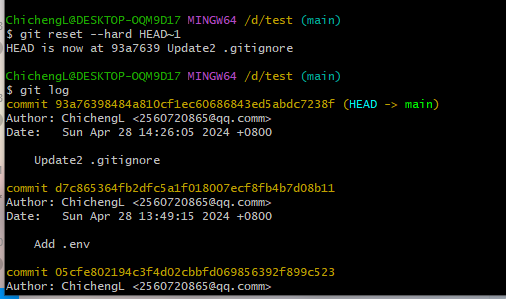 ChichengL@DESKTOP-OQM9D17 MINGW64 /d/test (main)
$ git reset --hard HEAD~1
HEAD is now at 93a7639 Update2 .gitignore
ChichengL@DESKTOP-OQM9D17 MINGW64 /d/test (main)
$ git log
commit 93a76398484a810cf1ec60686843ed5abdc7238f (HEAD -> main)
Author: ChichengL <2560720865@qq.comm>
Date:   Sun Apr 28 14:26:05 2024 +0800
Update2 .gitignore
commit d7c865364fb2dfc5a1f018007ecf8fb4b7d08b11
Author: ChichengL <2560720865@qq.comm>
Date:   Sun Apr 28 13:49:15 2024 +0800
Add .env
commit 05cfe802194c3f4d02cbbfd069856392f899c523
Author: ChichengL <2560720865@qq.comm>